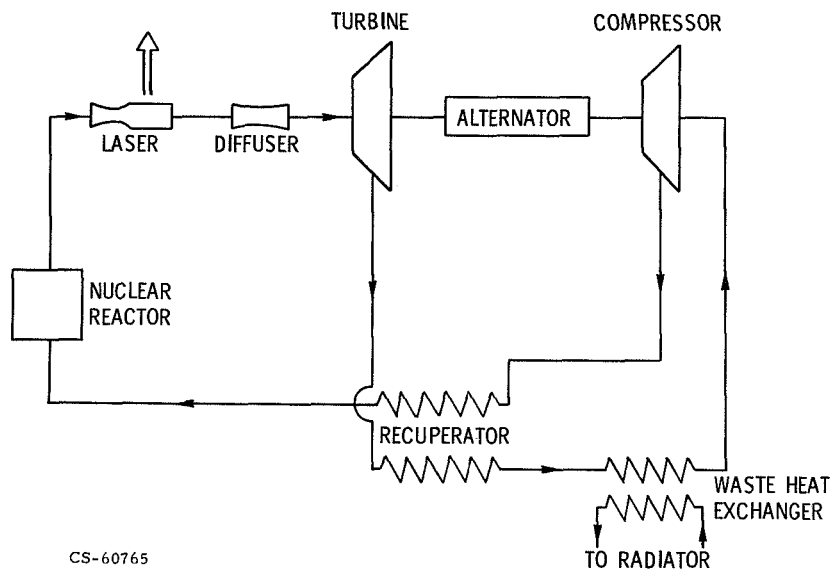 TURBINE
COMPRESSOR
LASER
DIFFUSER
ALTERNATOR
NUCLEAR
REACTOR
RECUPERATOR
WASTE HEAT
EXCHANGER
TO RADIATOR
CS-60765